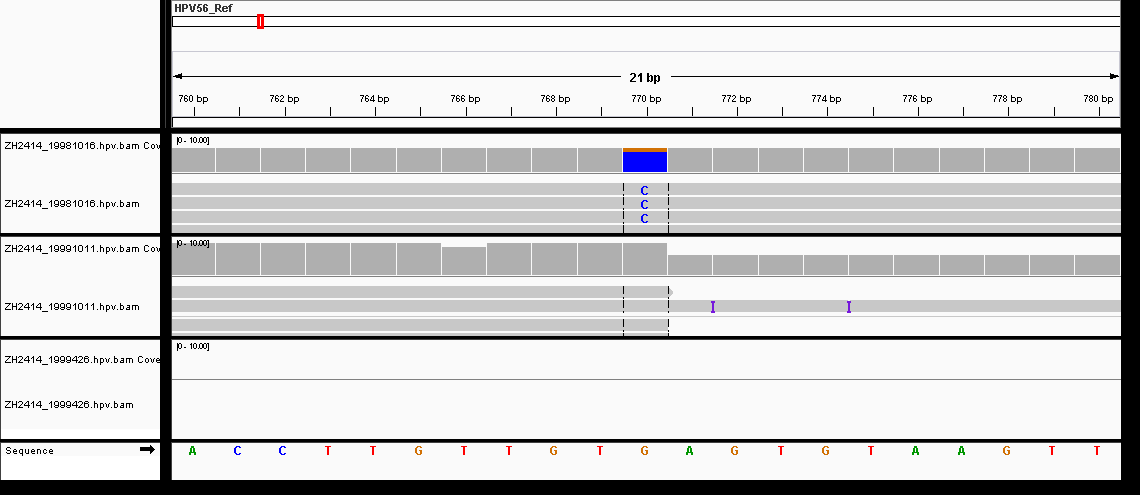 HPV56_Ref
21 bp
760 bp 762 bp 764 bp 766 bp 768 bp 770 bp 772 bp 774 bp 776 bp 778 bp 780 bp
ZH2414_19981016.hpv.bam Cov
[0 - 10.00]
ZH2414_19981016.hpv.bam
C
C
C
ZH2414_19991011.hpv.bam Cov
[0 - 10.00]
ZH2414_19991011.hpv.bam
I I
ZH2414_1999426.hpv.bam Cove
[0 - 10.00]
ZH2414_1999426.hpv.bam
Sequence A C C T T G T T G T G A G T G T A A G T T